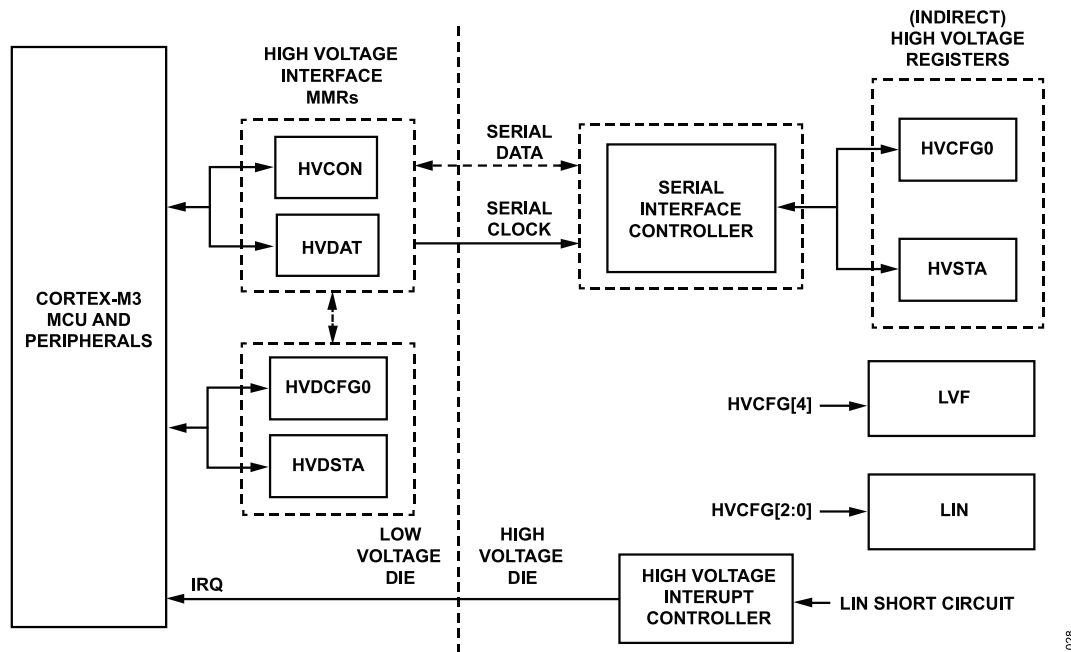 (INDIRECT)
HIGH VOLTAGE
REGISTERS
HIGH VOLTAGE
INTERFACE
MMRs
HVCON
HVDAT
SERIAL
DATA
SERIAL
CLOCK
SERIAL
INTERFACE
CONTROLLER
HVCFG0
HVSTA
CORTEX-M3
MCU AND
PERIPHERALS
HVDCFG0
HVDSTA
HVCFG[4]
LVF
HVCFG[2:0]
LIN
LOW
VOLTAGE
DIE
HIGH
VOLTAGE
DIE
IRQ
HIGH VOLTAGE
INTERUPT
CONTROLLER
LIN SHORT CIRCUIT
028